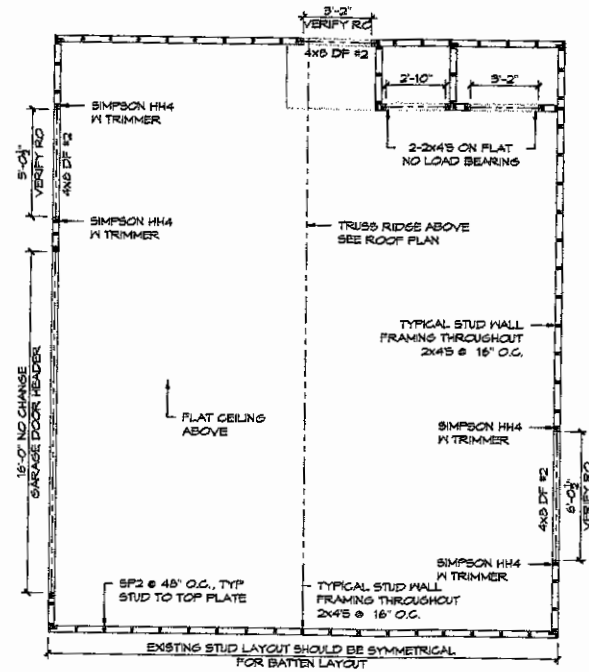 3'-2"
VERIFY RO
4X8 DF #2
2'-10"
3'-2"
SIMPSON HH4
W TRIMMER
5'-0½"
VERIFY RO
4X8 DF #2
2-2x4'S ON FLAT
NO LOAD BEARING
SIMPSON HH4
W TRIMMER
TRUSS RIDGE ABOVE
SEE ROOF PLAN
TYPICAL STUD WALL
FRAMING THROUGHOUT
2x4'S @ 16" O.C.
16'-0" NO CHANGE
GARAGE DOOR HEADER
FLAT CEILING
ABOVE
SIMPSON HH4
W TRIMMER
4X8 DF #2
6'-0½"
VERIFY RO
SIMPSON HH4
W TRIMMER
SP2 @ 48" O.C., TYP
STUD TO TOP PLATE
TYPICAL STUD WALL
FRAMING THROUGHOUT
2x4'S @ 16" O.C.
EXISTING STUD LAYOUT SHOULD BE SYMMETRICAL
FOR BATTEN LAYOUT